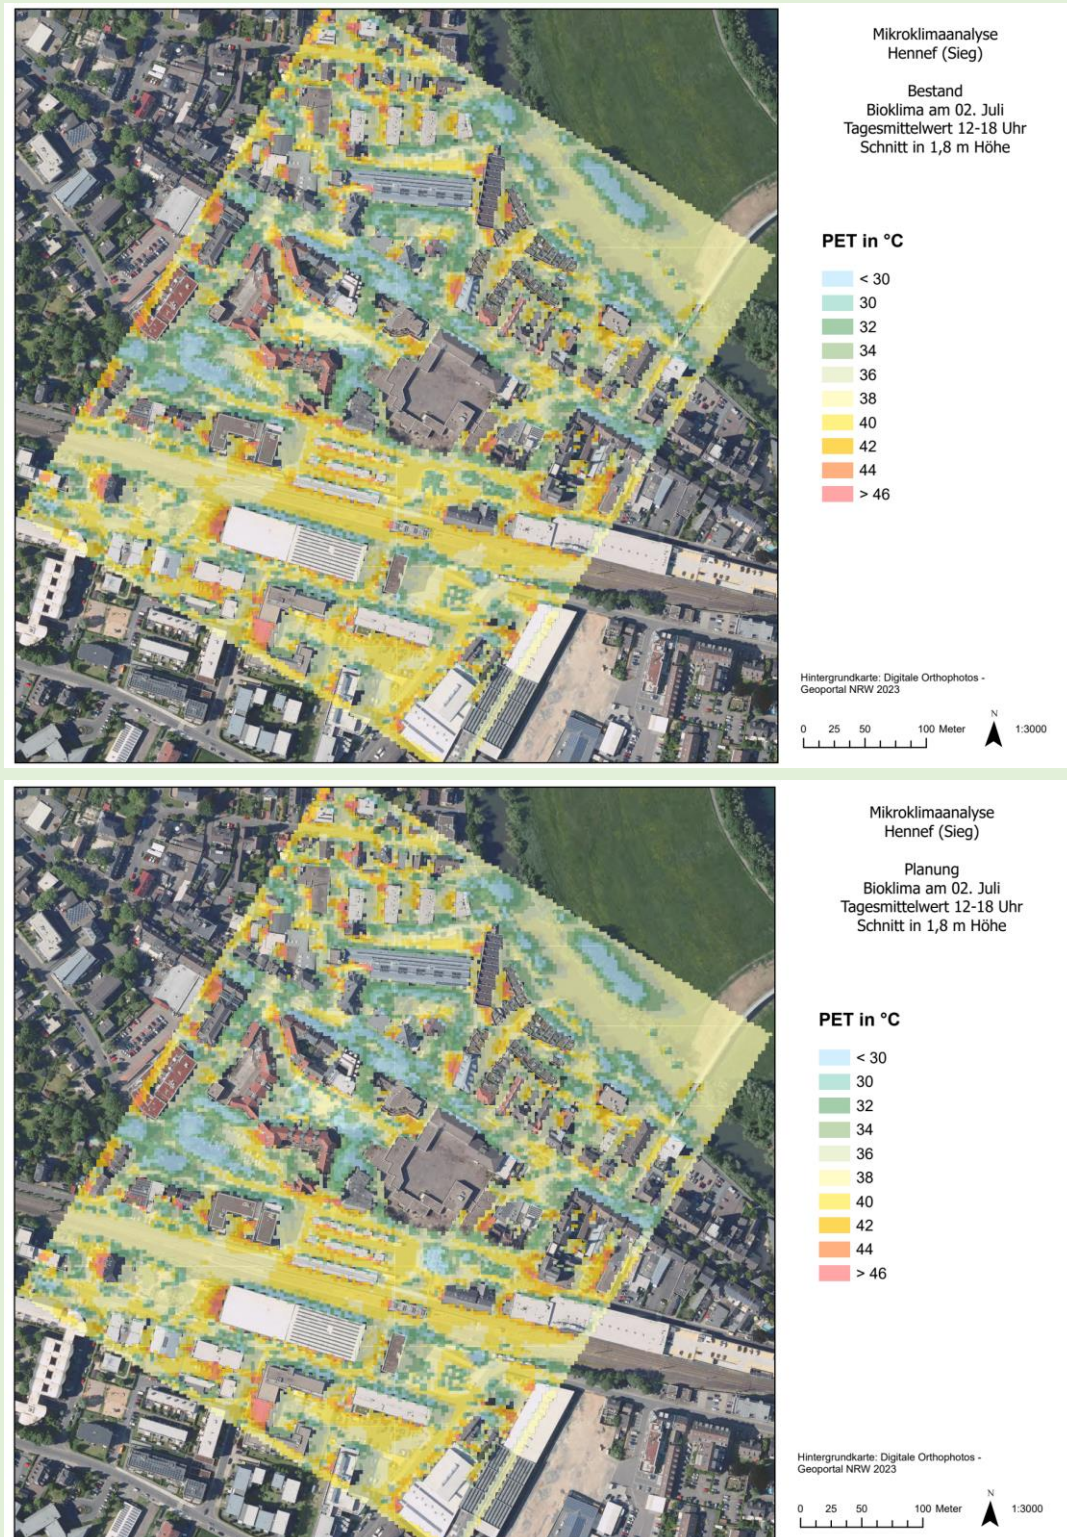 Mikroklimaanalyse
Hennef (Sieg)
Bestand
Bioklima am 02. Juli
Tagesmittelwert 12-18 Uhr
Schnitt in 1,8 m Höhe
PET in °C
< 30
30
32
34
36
38
40
42
44
> 46
Hintergrundkarte: Digitale Orthophotos -
Geoportal NRW 2023
0 25 50 100 Meter N 1:3000
Mikroklimaanalyse
Hennef (Sieg)
Planung
Bioklima am 02. Juli
Tagesmittelwert 12-18 Uhr
Schnitt in 1,8 m Höhe
PET in °C
< 30
30
32
34
36
38
40
42
44
> 46
Hintergrundkarte: Digitale Orthophotos -
Geoportal NRW 2023
0 25 50 100 Meter N 1:3000